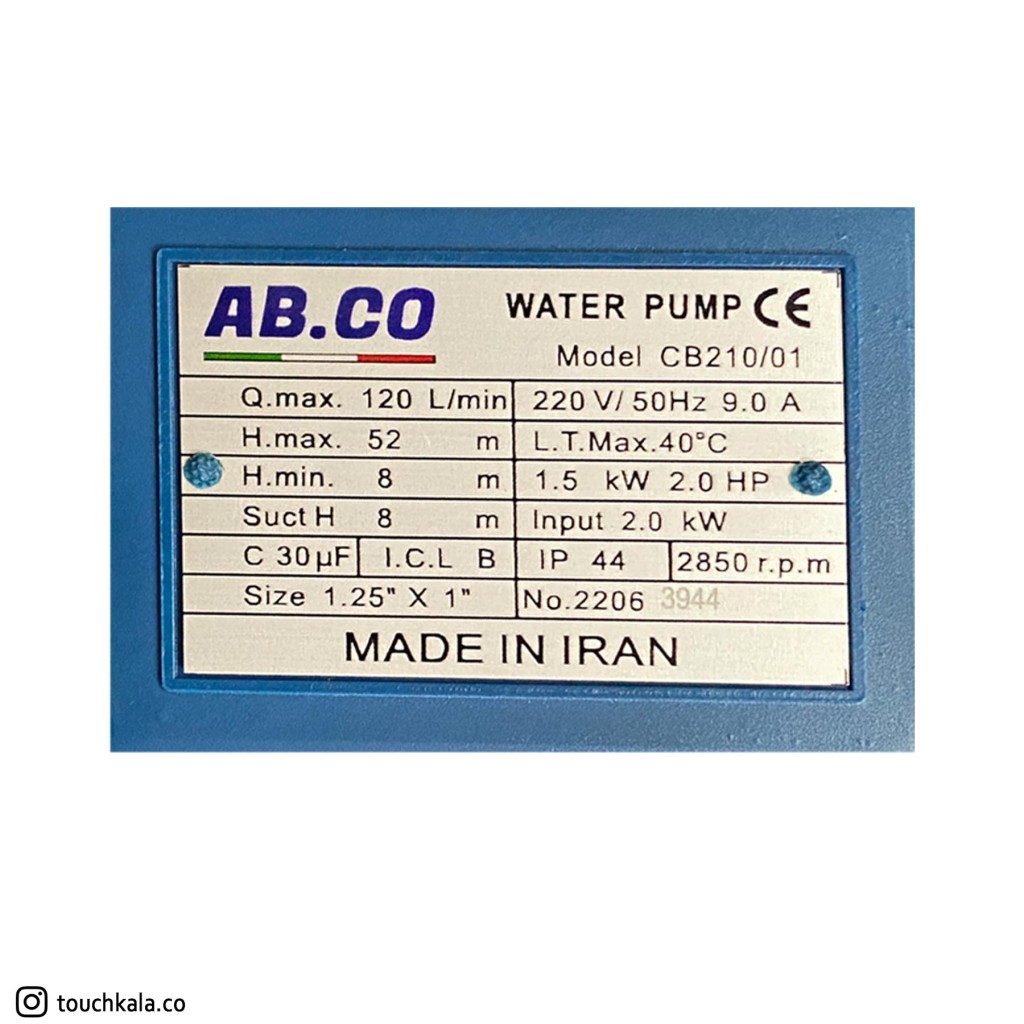 AB.CO WATER PUMP CE
Model CB210/01
Q.max. 120 L/min 220 V/ 50Hz 9.0 A
H.max. 52 m L.T.Max.40°C
H.min. 8 m 1.5 kW 2.0 HP
Suct H 8 m Input 2.0 kW
C 30µF I.C.L B IP 44 2850 r.p.m
Size 1.25" X 1" No.2206 3944
MADE IN IRAN
touchkala.co